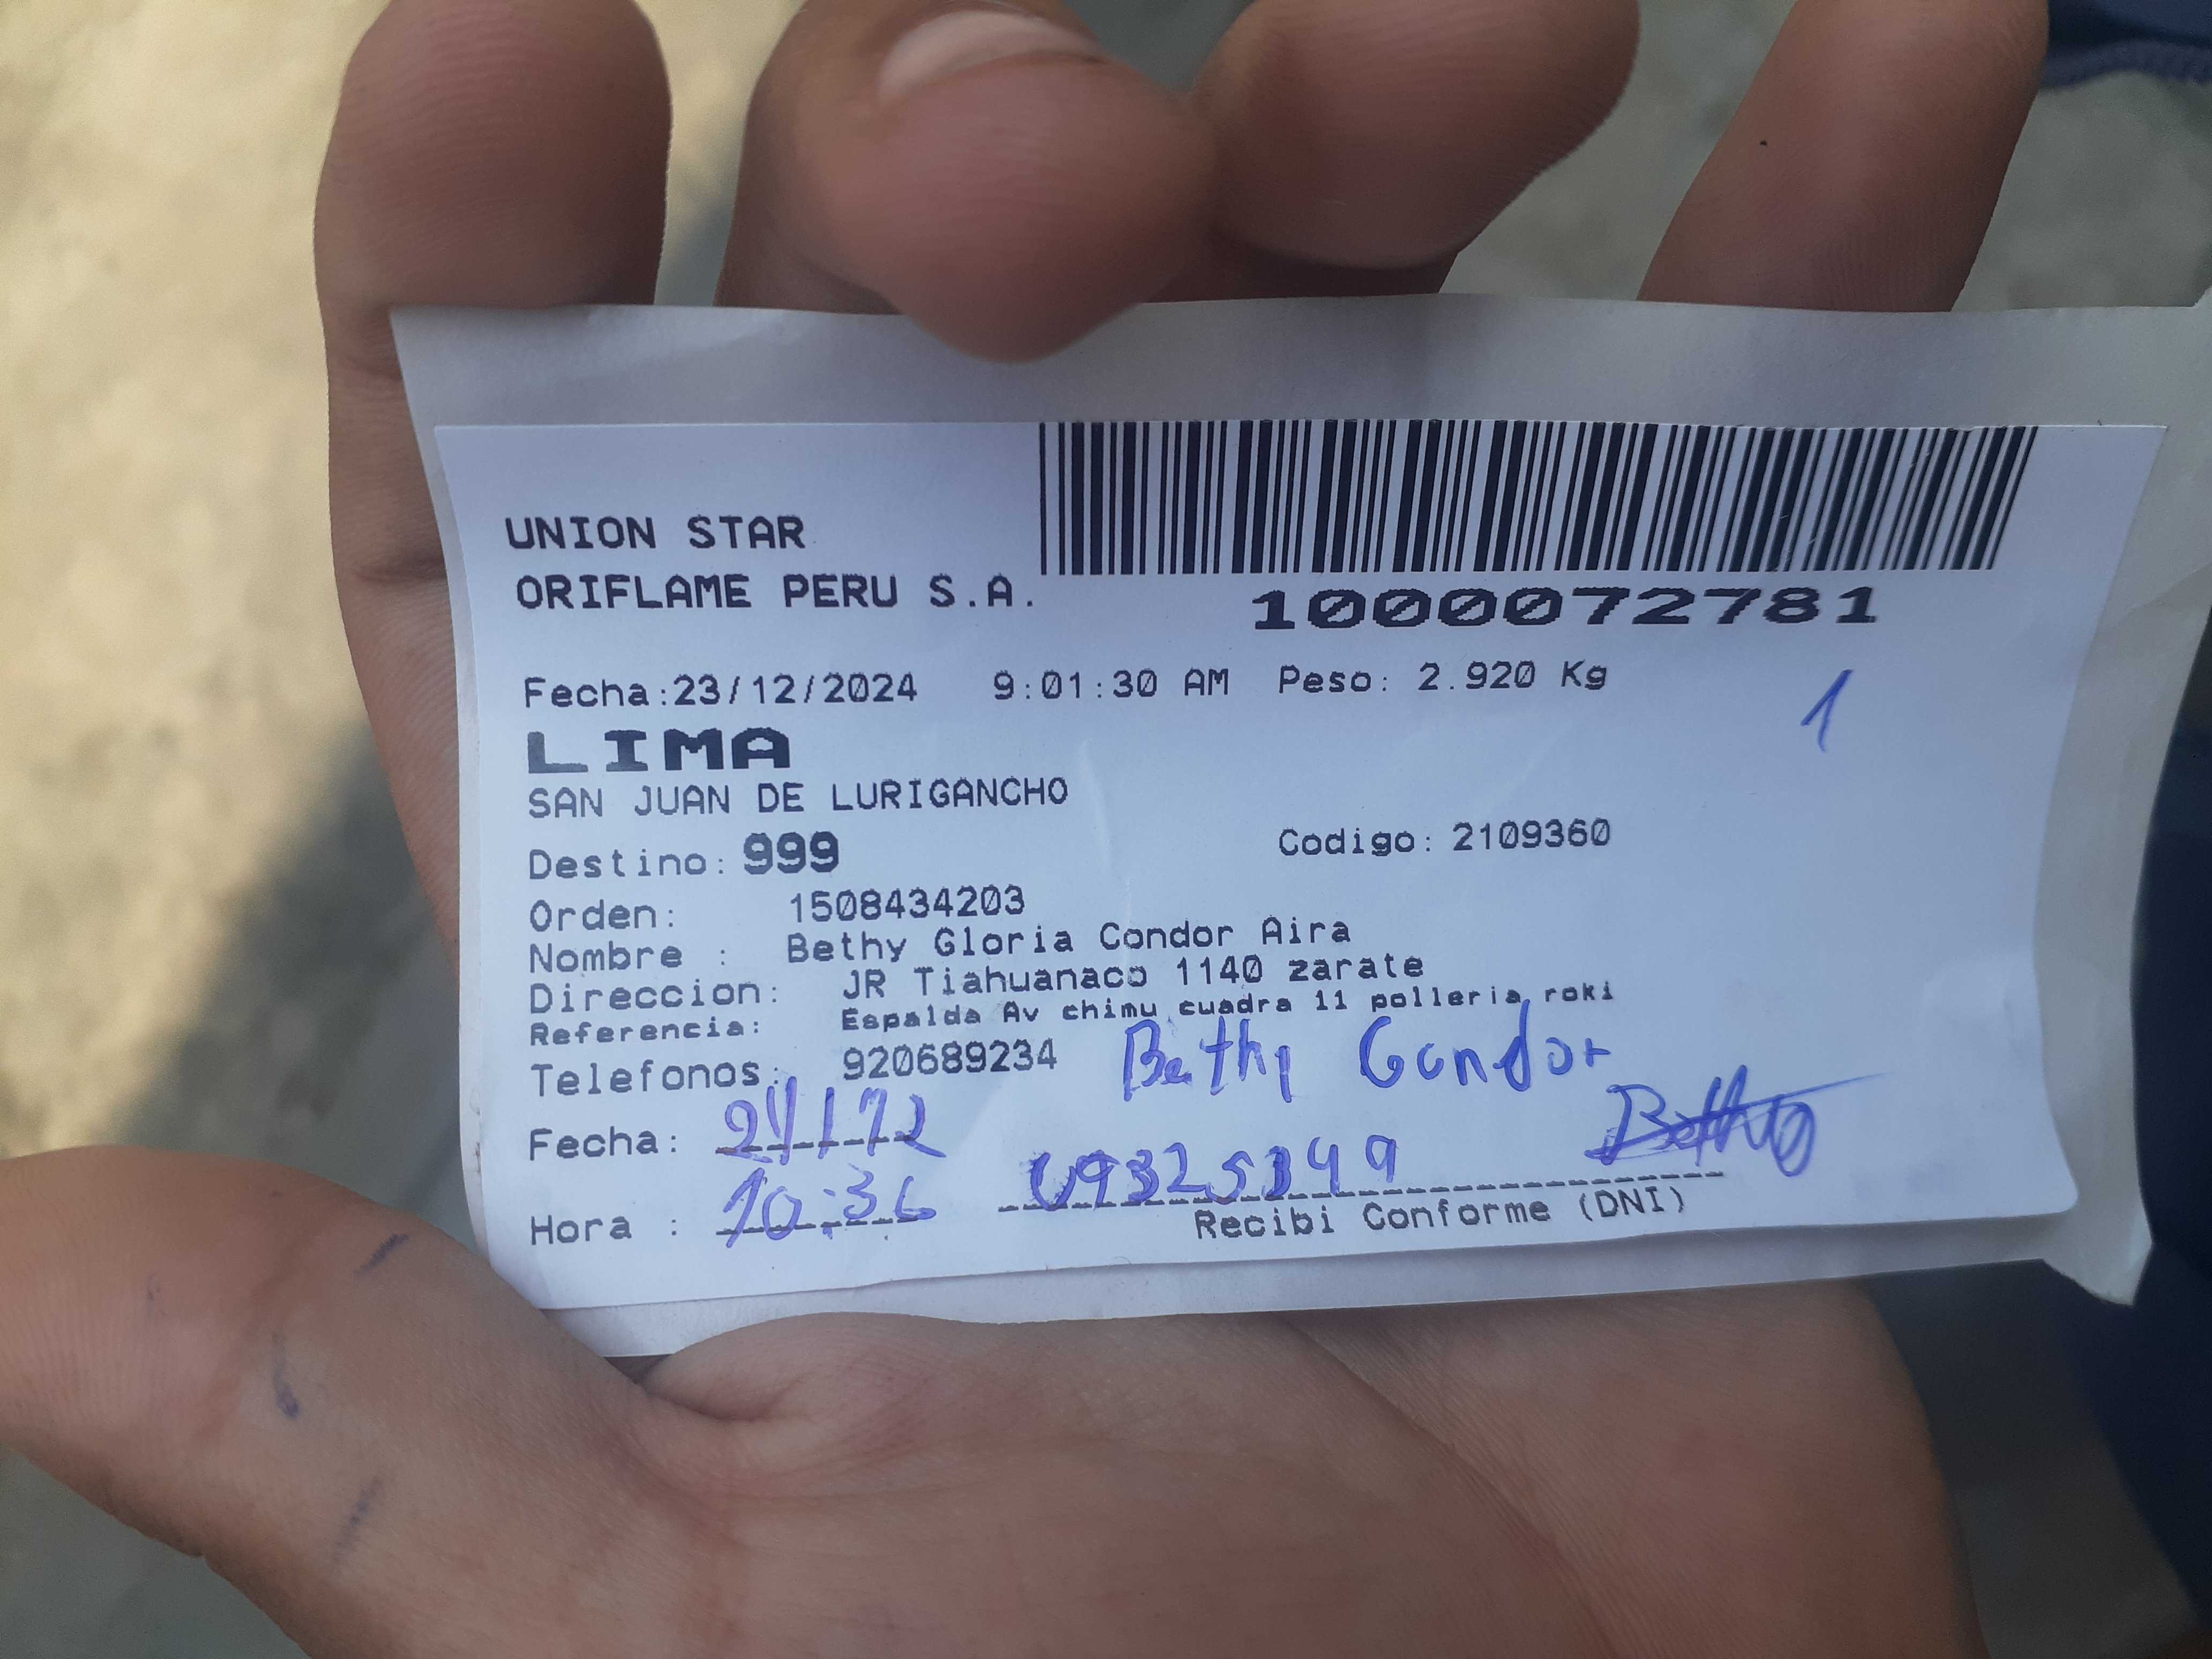 UNION STAR
ORIFLAME PERU S.A.
1000072781
Fecha:23/12/2024 9:01:30 AM Peso: 2.920 Kg
1
LIMA
SAN JUAN DE LURIGANCHO
Destino: 999 Codigo: 2109360
Orden: 1508434203
Nombre : Bethy Gloria Condor Aira
Direccion: JR Tiahuanaco 1140 zarate
Referencia: Espalda Av chimu cuadra 11 polleria roki
Telefonos: 920689234 Bethy Condor
Fecha: 24/12
Hora : 10:36
Recibi Conforme (DNI)